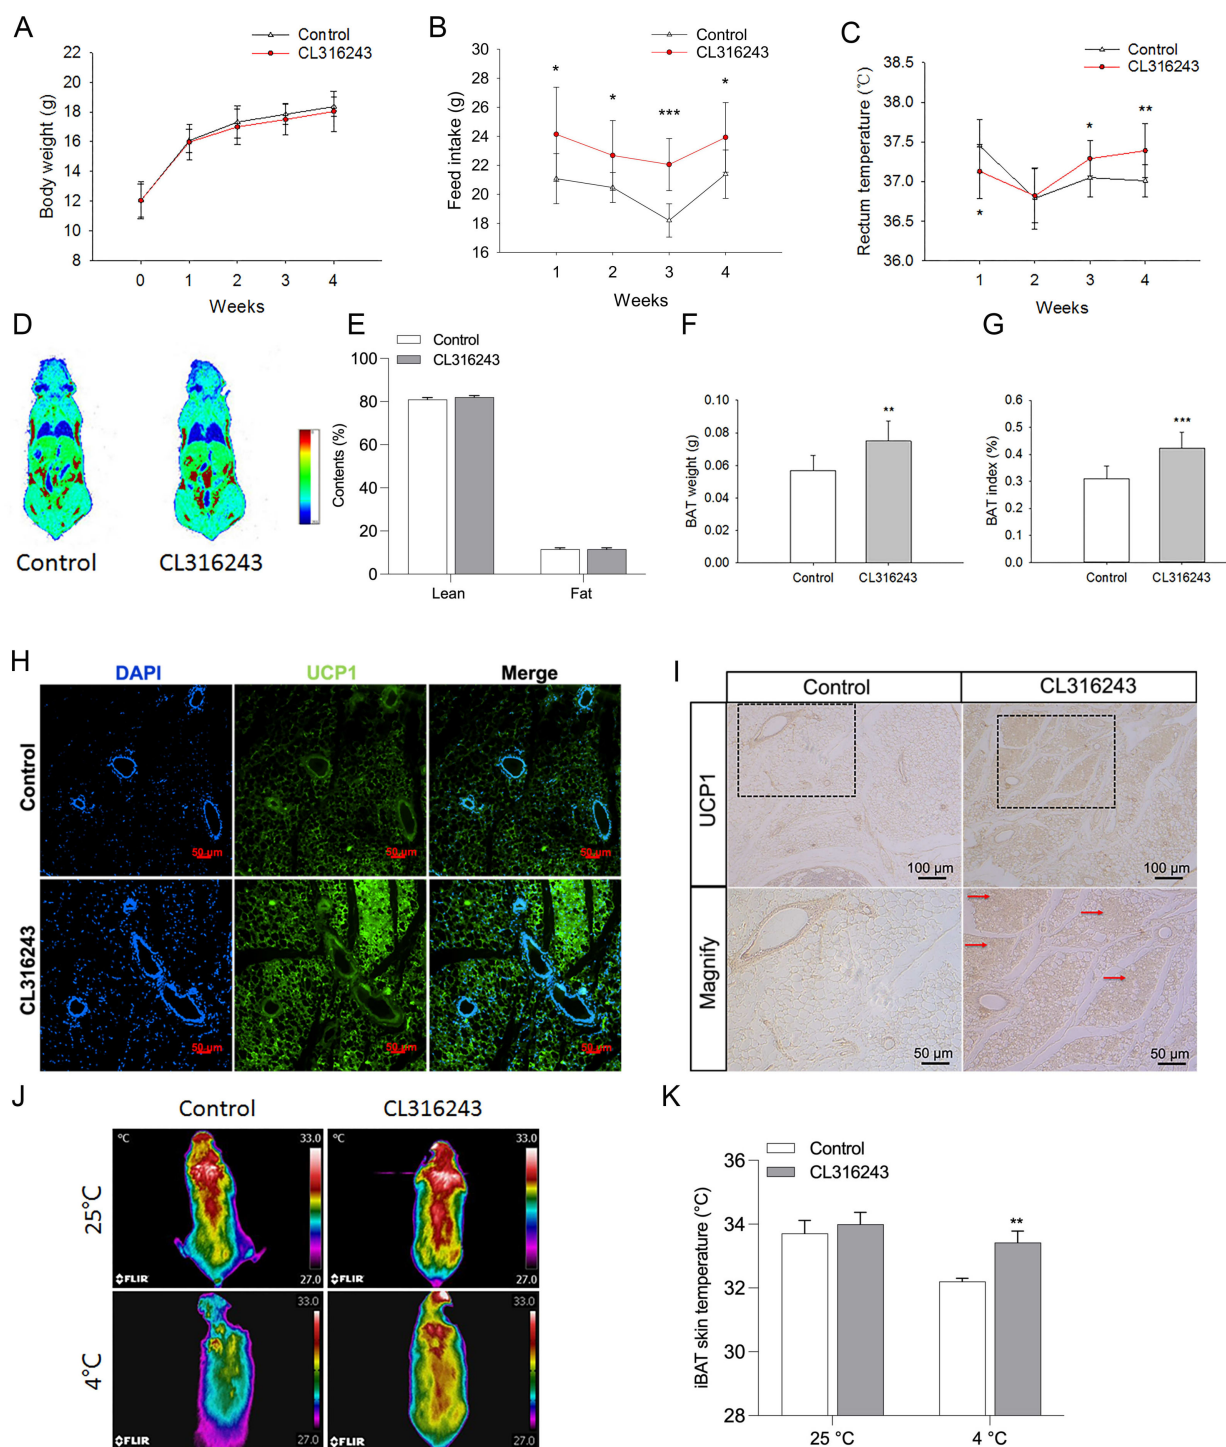 A
Control
CL316243
Body weight (g)
22
20
18
16
14
12
10
8
0 1 2 3 4
Weeks
B
Control
CL316243
Feed intake (g)
30
28
26
24
22
20
18
16
* * *** *
1 2 3 4
Weeks
C
Control
CL316243
Rectum temperature (℃)
38.5
38.0
37.5
37.0
36.5
36.0
* * **
1 2 3 4
Weeks
D
Control CL316243
E
Control
CL316243
Contents (%)
100
80
60
40
20
0
Lean Fat
F
BAT weight (g)
0.10
0.08
0.06
0.04
0.02
0.00
**
Control CL316243
G
BAT index (%)
0.6
0.5
0.4
0.3
0.2
0.1
0.0
***
Control CL316243
H
DAPI UCP1 Merge
Control
50 μm 50 μm 50 μm
CL316243
50 μm 50 μm 50 μm
I
Control CL316243
UCP1
100 μm 100 μm
Magnify
50 μm 50 μm
J
Control CL316243
25°C
°C 33.0 °C 33.0
FLIR 27.0 FLIR 27.0
4°C
33.0 33.0
FLIR 27.0 FLIR 27.0
K
Control
CL316243
iBAT skin temperature (°C)
36
34
32
30
28
**
25 °C 4 °C